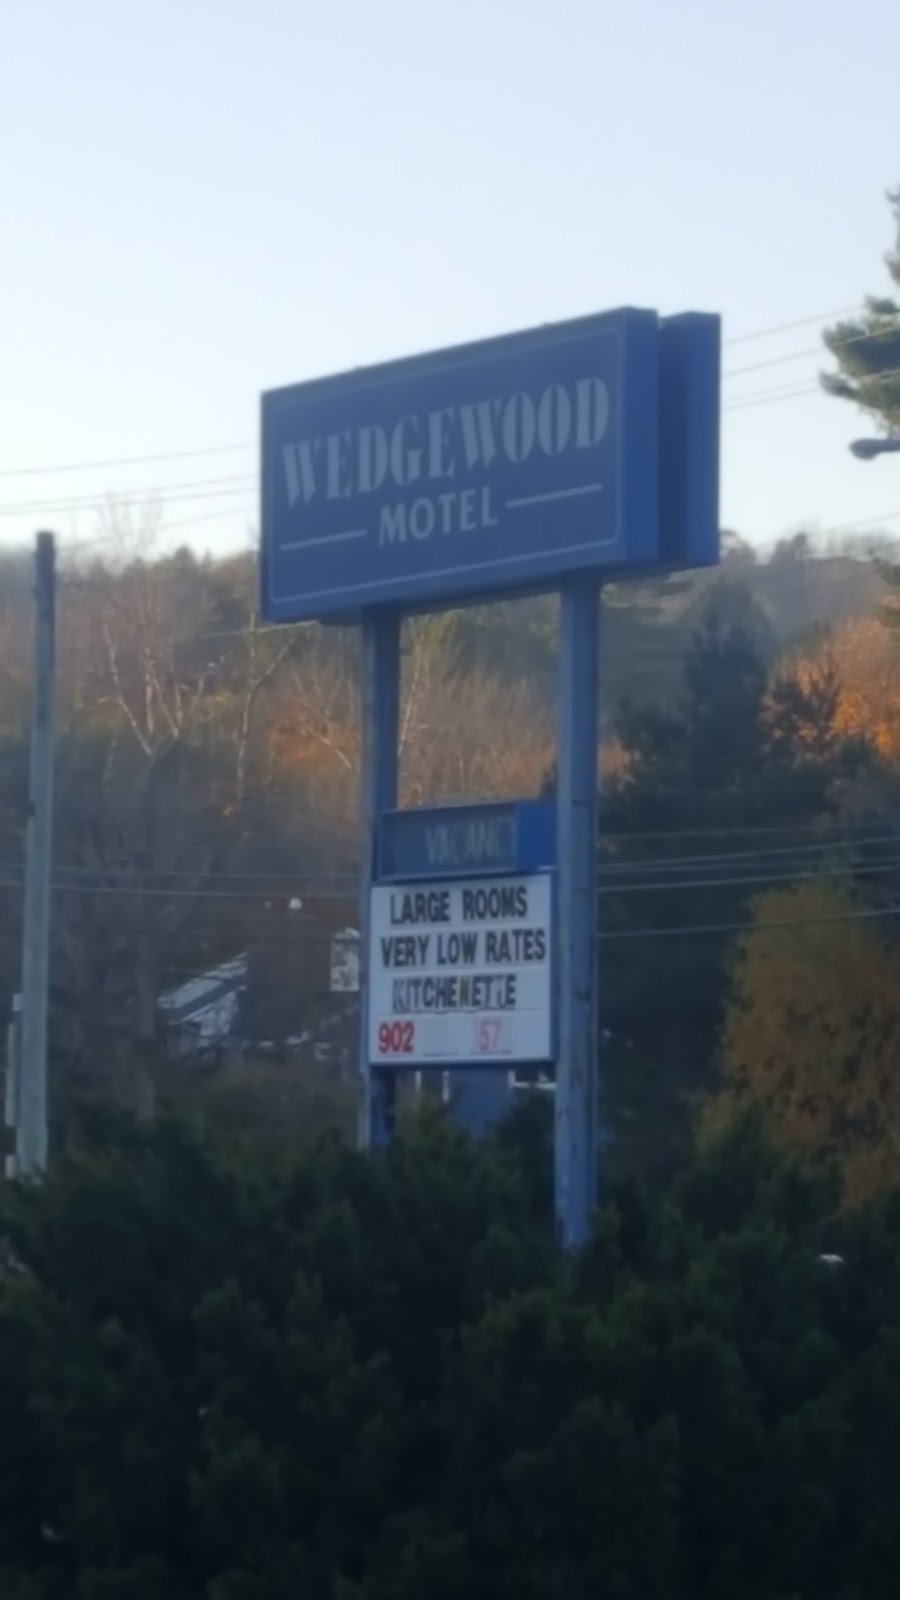 WEDGEWOOD
MOTEL
VACANCY
LARGE ROOMS
VERY LOW RATES
KITCHENETTE
902 57